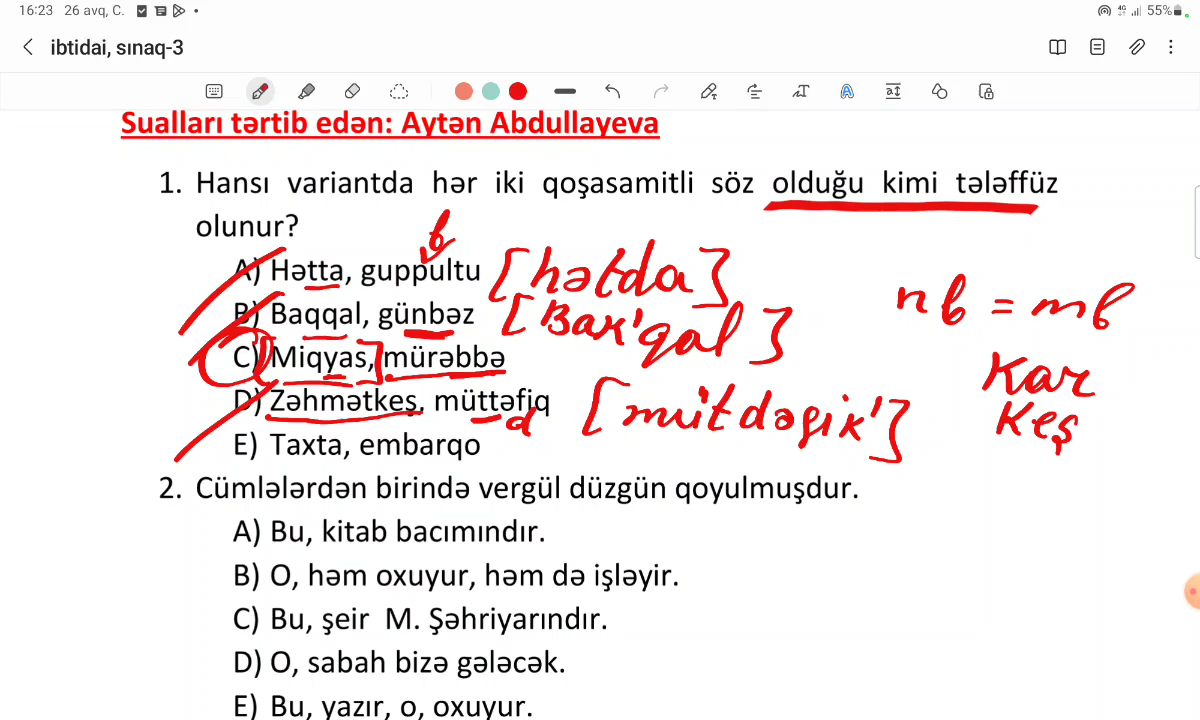 16:23 26 avq, C. 4G 55%
ibtidai, sınaq-3
Sualları tərtib edən: Aytən Abdullayeva
1. Hansı variantda hər iki qoşasamitli söz olduğu kimi tələffüz
olunur?
b
A) Hətta, guppultu [hətda]
B) Baqqal, günbəz [Bax'qal] nb = mb
C) Miqyas, mürəbbə
Kar
D) Zəhmətkeş, müttəfiq d [mütdəfik'] Keş
E) Taxta, embarqo
2. Cümlələrdən birində vergül düzgün qoyulmuşdur.
A) Bu, kitab bacımındır.
B) O, həm oxuyur, həm də işləyir.
C) Bu, şeir M. Şəhriyarındır.
D) O, sabah bizə gələcək.
E) Bu, yazır, o, oxuyur.